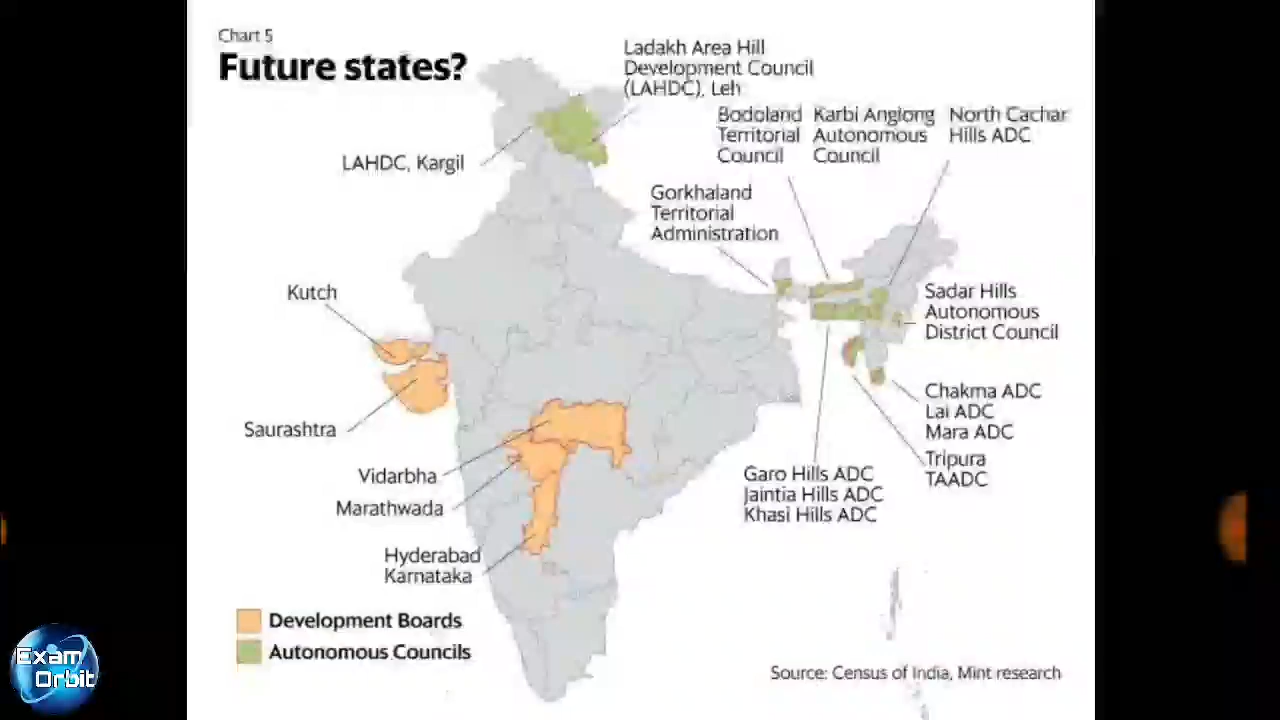 Chart 5
Future states?
Ladakh Area Hill
Development Council
(LAHDC), Leh
Bodoland
Territorial
Council
Karbi Anglong
Autonomous
Council
North Cachar
Hills ADC
LAHDC, Kargil
Gorkhaland
Territorial
Administration
Kutch
Sadar Hills
Autonomous
District Council
Saurashtra
Chakma ADC
Lai ADC
Mara ADC
Tripura
TAADC
Vidarbha
Marathwada
Garo Hills ADC
Jaintia Hills ADC
Khasi Hills ADC
Hyderabad
Karnataka
Development Boards
Autonomous Councils
Source: Census of India, Mint research
Exam
Orbit